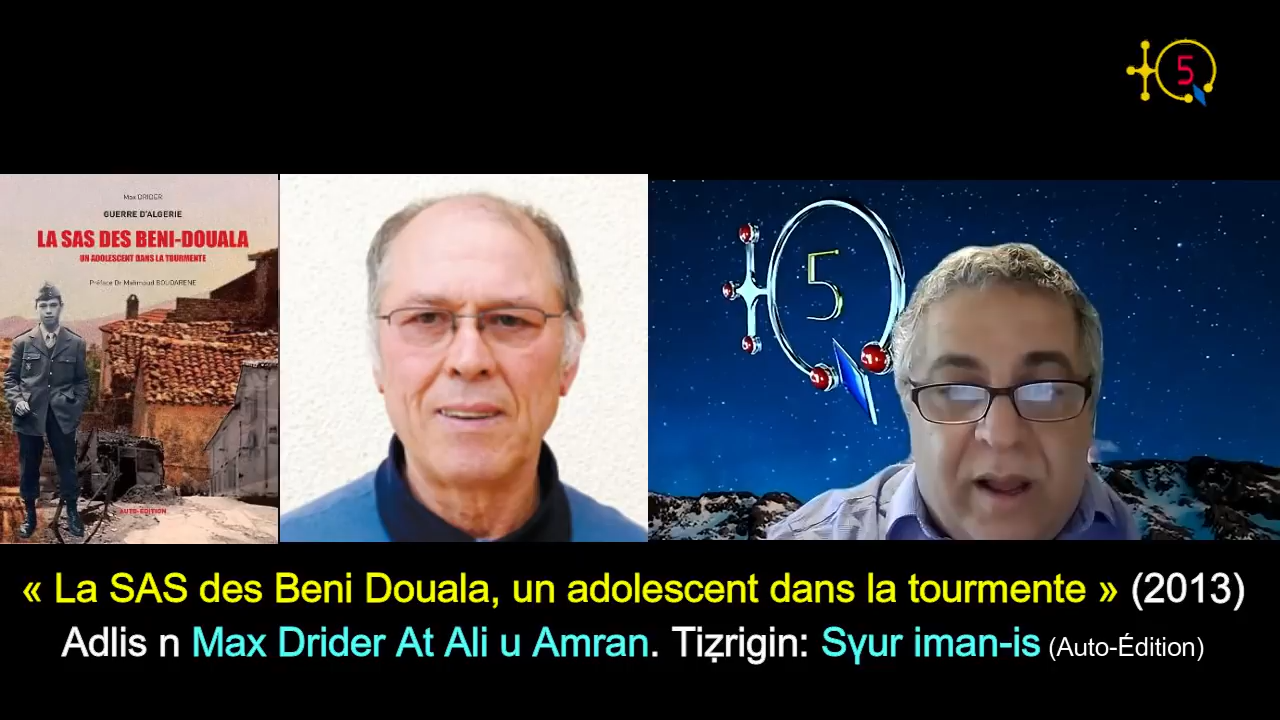 5
Max DRIDER
GUERRE D'ALGERIE
LA SAS DES BENI-DOUALA
UN ADOLESCENT DANS LA TOURMENTE
Préface Dr Mahmoud BOUDARENE
AUTO-ÉDITION
5
« La SAS des Beni Douala, un adolescent dans la tourmente » (2013)
Adlis n Max Drider At Ali u Amran. Tiẓrigin: Sɣur iman-is (Auto-Édition)